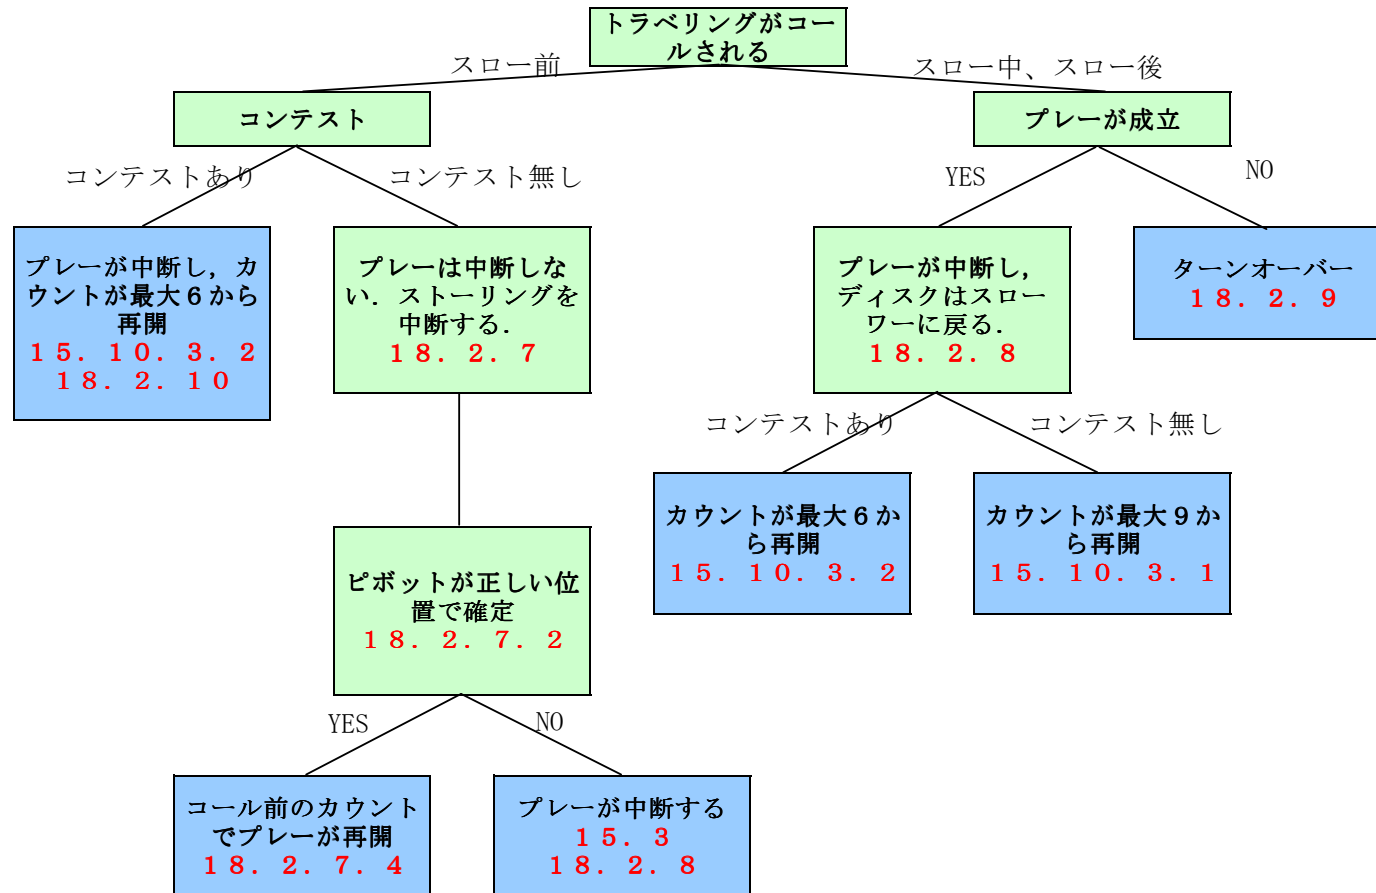 トラベリングがコー
ルされる
スロー前
スロー中、スロー後
コンテスト
プレーが成立
コンテストあり
コンテスト無し
YES
NO
プレーが中断し，カ
ウントが最大６から
再開
１５．１０．３．２
１８．２．１０
プレーは中断しな
い．ストーリングを
中断する．
１８．２．７
プレーが中断し，
ディスクはスロー
ワーに戻る．
１８．２．８
ターンオーバー
１８．２．９
コンテストあり
コンテスト無し
カウントが最大６か
ら再開
１５．１０．３．２
カウントが最大９か
ら再開
１５．１０．３．１
ピボットが正しい位
置で確定
１８．２．７．２
YES
NO
コール前のカウント
でプレーが再開
１８．２．７．４
プレーが中断する
１５．３
１８．２．８